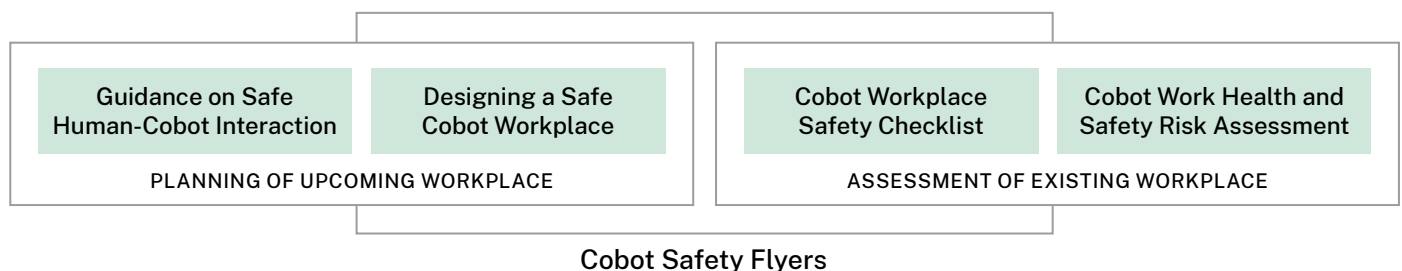 Guidance on Safe
Human-Cobot Interaction
Designing a Safe
Cobot Workplace
PLANNING OF UPCOMING WORKPLACE
Cobot Workplace
Safety Checklist
Cobot Work Health and
Safety Risk Assessment
ASSESSMENT OF EXISTING WORKPLACE
Cobot Safety Flyers